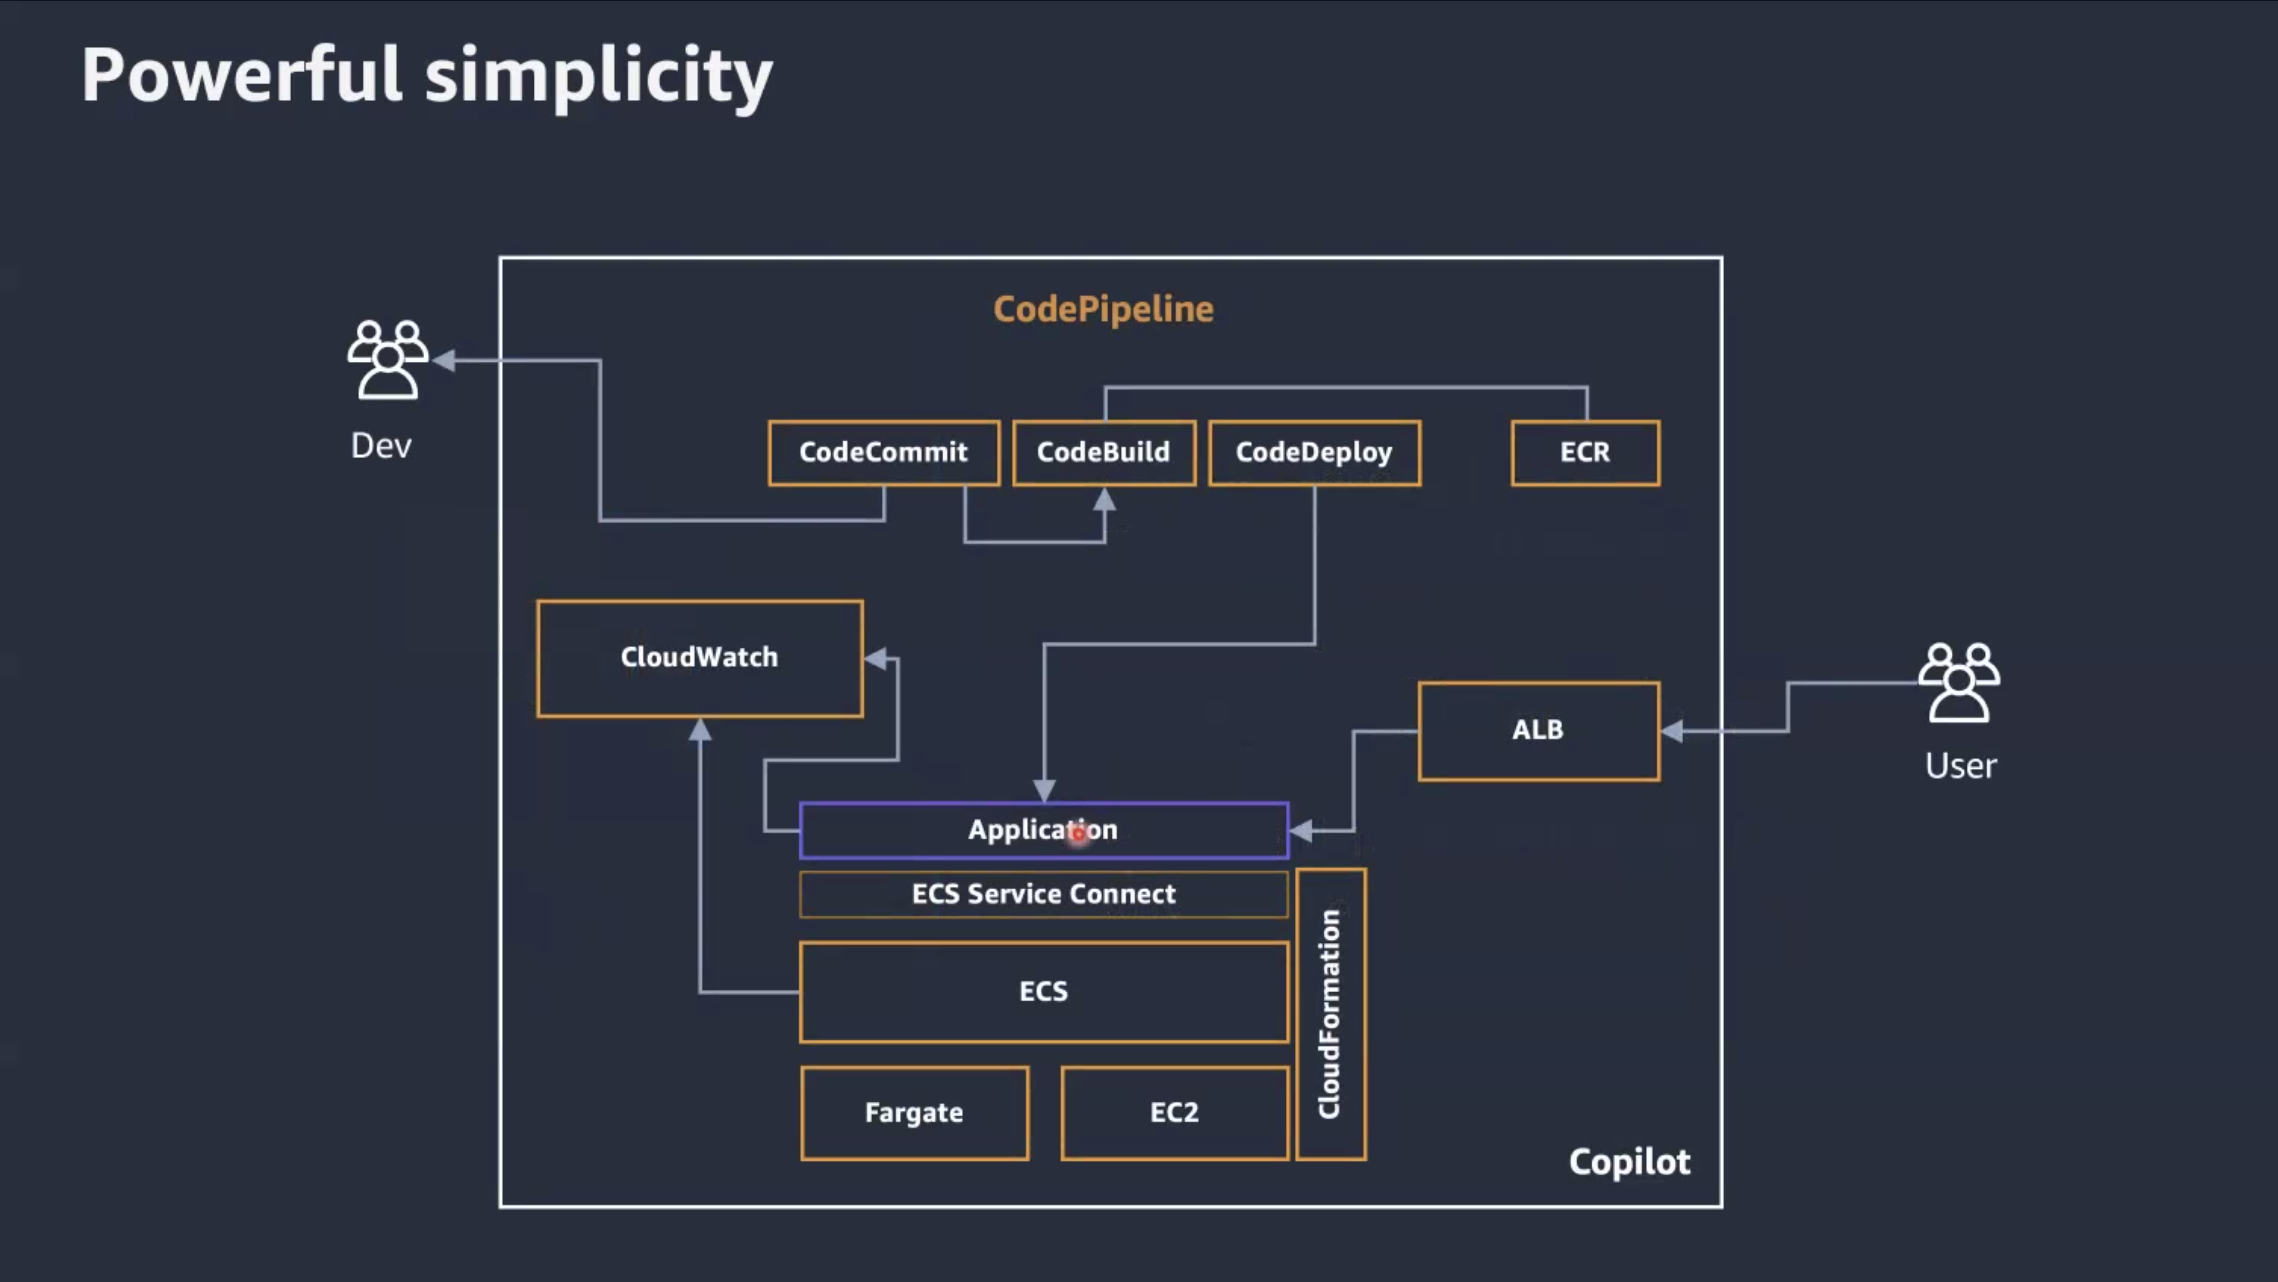 Powerful simplicity
CodePipeline
Dev
CodeCommit
CodeBuild
CodeDeploy
ECR
CloudWatch
ALB
User
Application
ECS Service Connect
ECS
CloudFormation
Fargate
EC2
Copilot